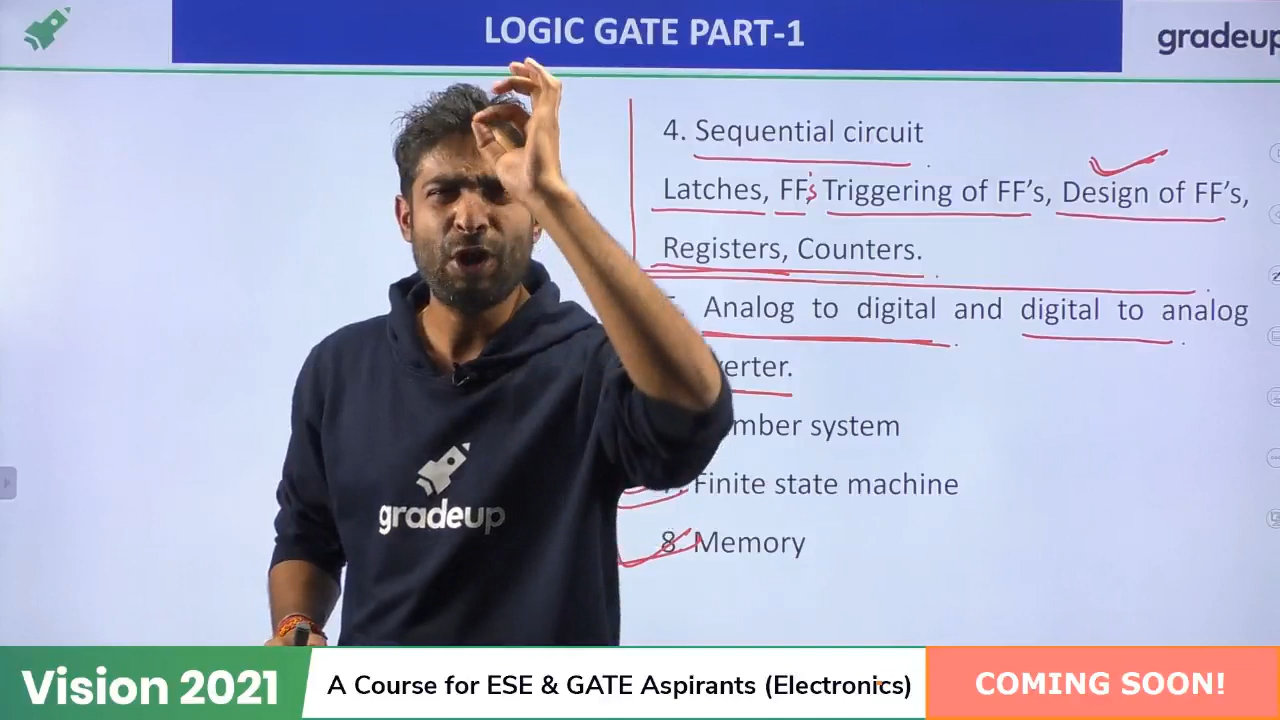 LOGIC GATE PART-1
gradeup
4. Sequential circuit
Latches, FF's Triggering of FF's, Design of FF's,
Registers, Counters.
Analog to digital and digital to analog
verter.
mber system
7. Finite state machine
8. Memory
gradeup
Vision 2021
A Course for ESE & GATE Aspirants (Electronics)
COMING SOON!